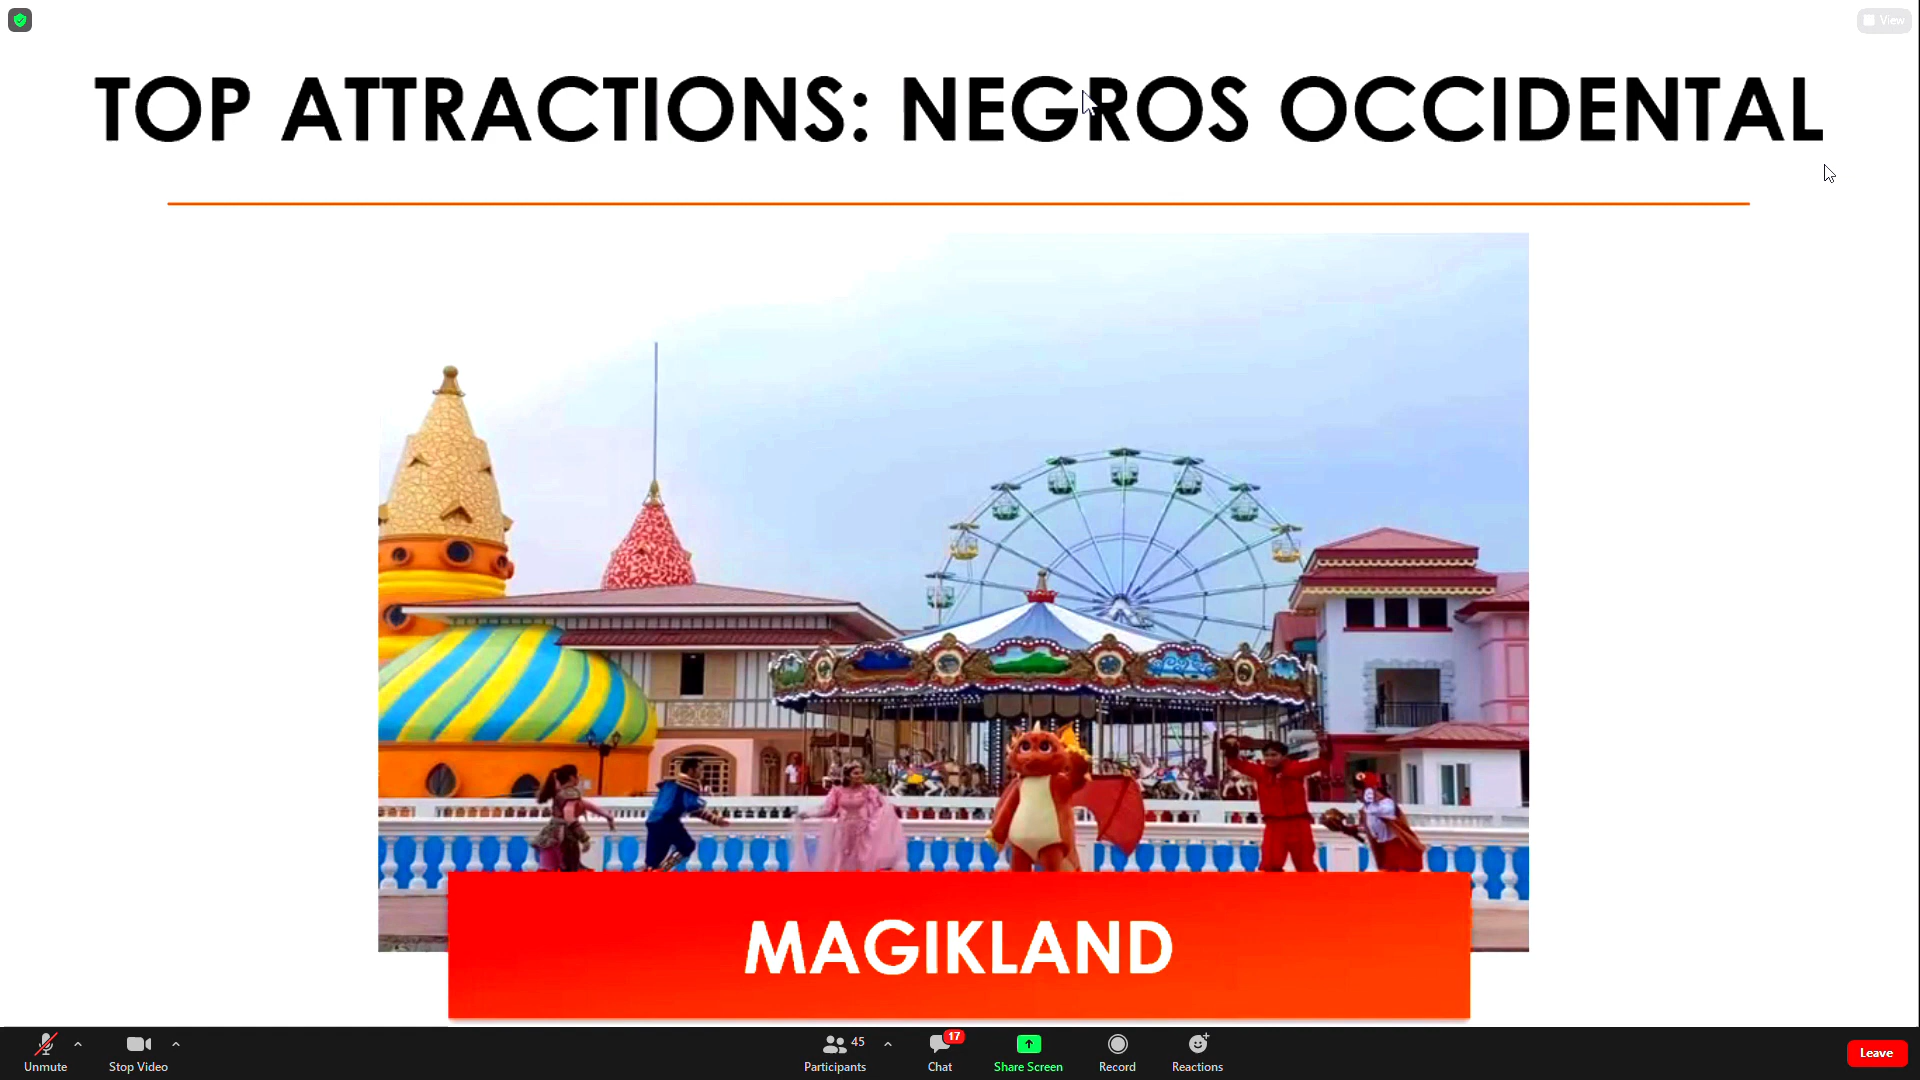 View
TOP ATTRACTIONS: NEGROS OCCIDENTAL
MAGIKLAND
Unmute
Stop Video
45
Participants
17
Chat
Share Screen
Record
Reactions
Leave